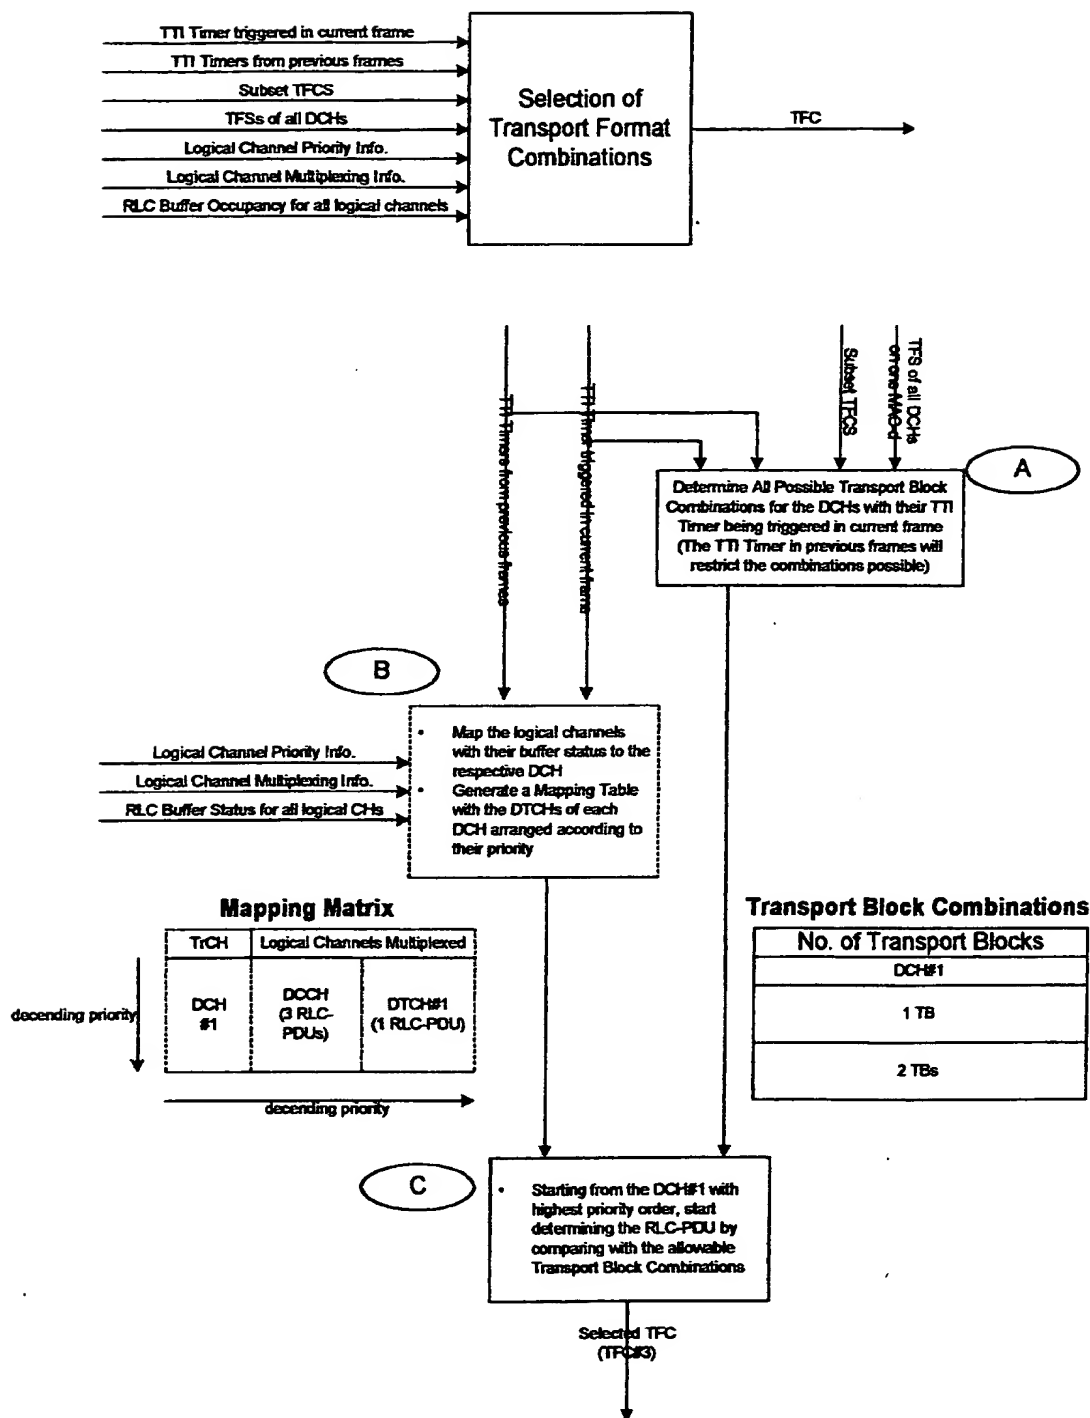 TTI Timer triggered in current frame
TTI Timers from previous frames
Subset TFCS
TFSs of all DCHs
Logical Channel Priority Info.
Logical Channel Multiplexing Info.
RLC Buffer Occupancy for all logical channels
Selection of
Transport Format
Combinations
TFC
TTI Timers from previous frames
TTI Timer triggered in current frame
Subset TFCS
TFS of all DCHs
on one MAC-d
A
Determine All Possible Transport Block
Combinations for the DCHs with their TTI
Timer being triggered in current frame
(The TTI Timer in previous frames will
restrict the combinations possible)
B
• Map the logical channels
with their buffer status to the
respective DCH
• Generate a Mapping Table
with the DTCHs of each
DCH arranged according to
their priority
Logical Channel Priority Info.
Logical Channel Multiplexing Info.
RLC Buffer Status for all logical CHs
Mapping Matrix
TrCH
Logical Channels Multiplexed
DCH
#1
DCCH
(3 RLC-
PDUs)
DTCH#1
(1 RLC-PDU)
decending priority
decending priority
Transport Block Combinations
No. of Transport Blocks
DCH#1
1 TB
2 TBs
C
• Starting from the DCH#1 with
highest priority order, start
determining the RLC-PDU by
comparing with the allowable
Transport Block Combinations
Selected TFC
(TFC#3)